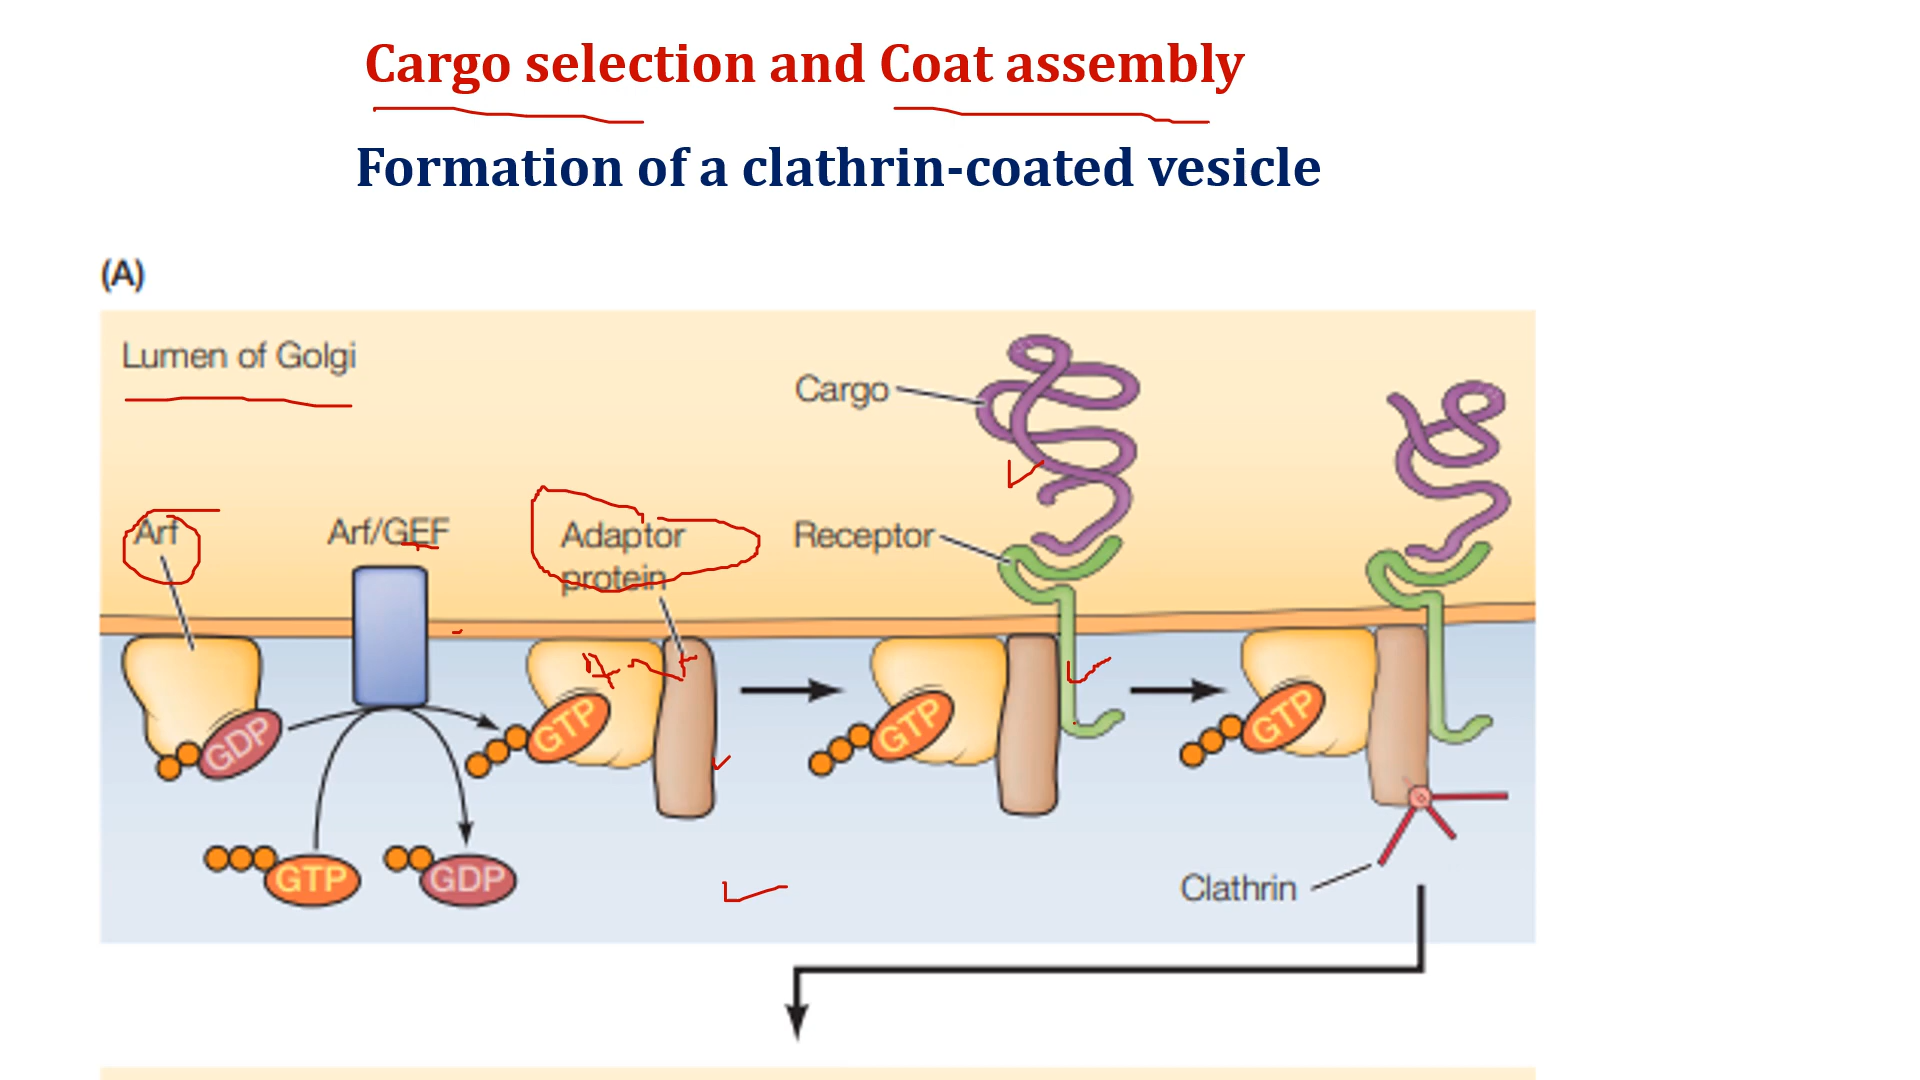 Cargo selection and Coat assembly
Formation of a clathrin-coated vesicle
(A)
Lumen of Golgi
Cargo
Arf
Arf/GEF
Adaptor
protein
Receptor
GDP
GTP
GTP
GTP
GTP
GDP
Clathrin